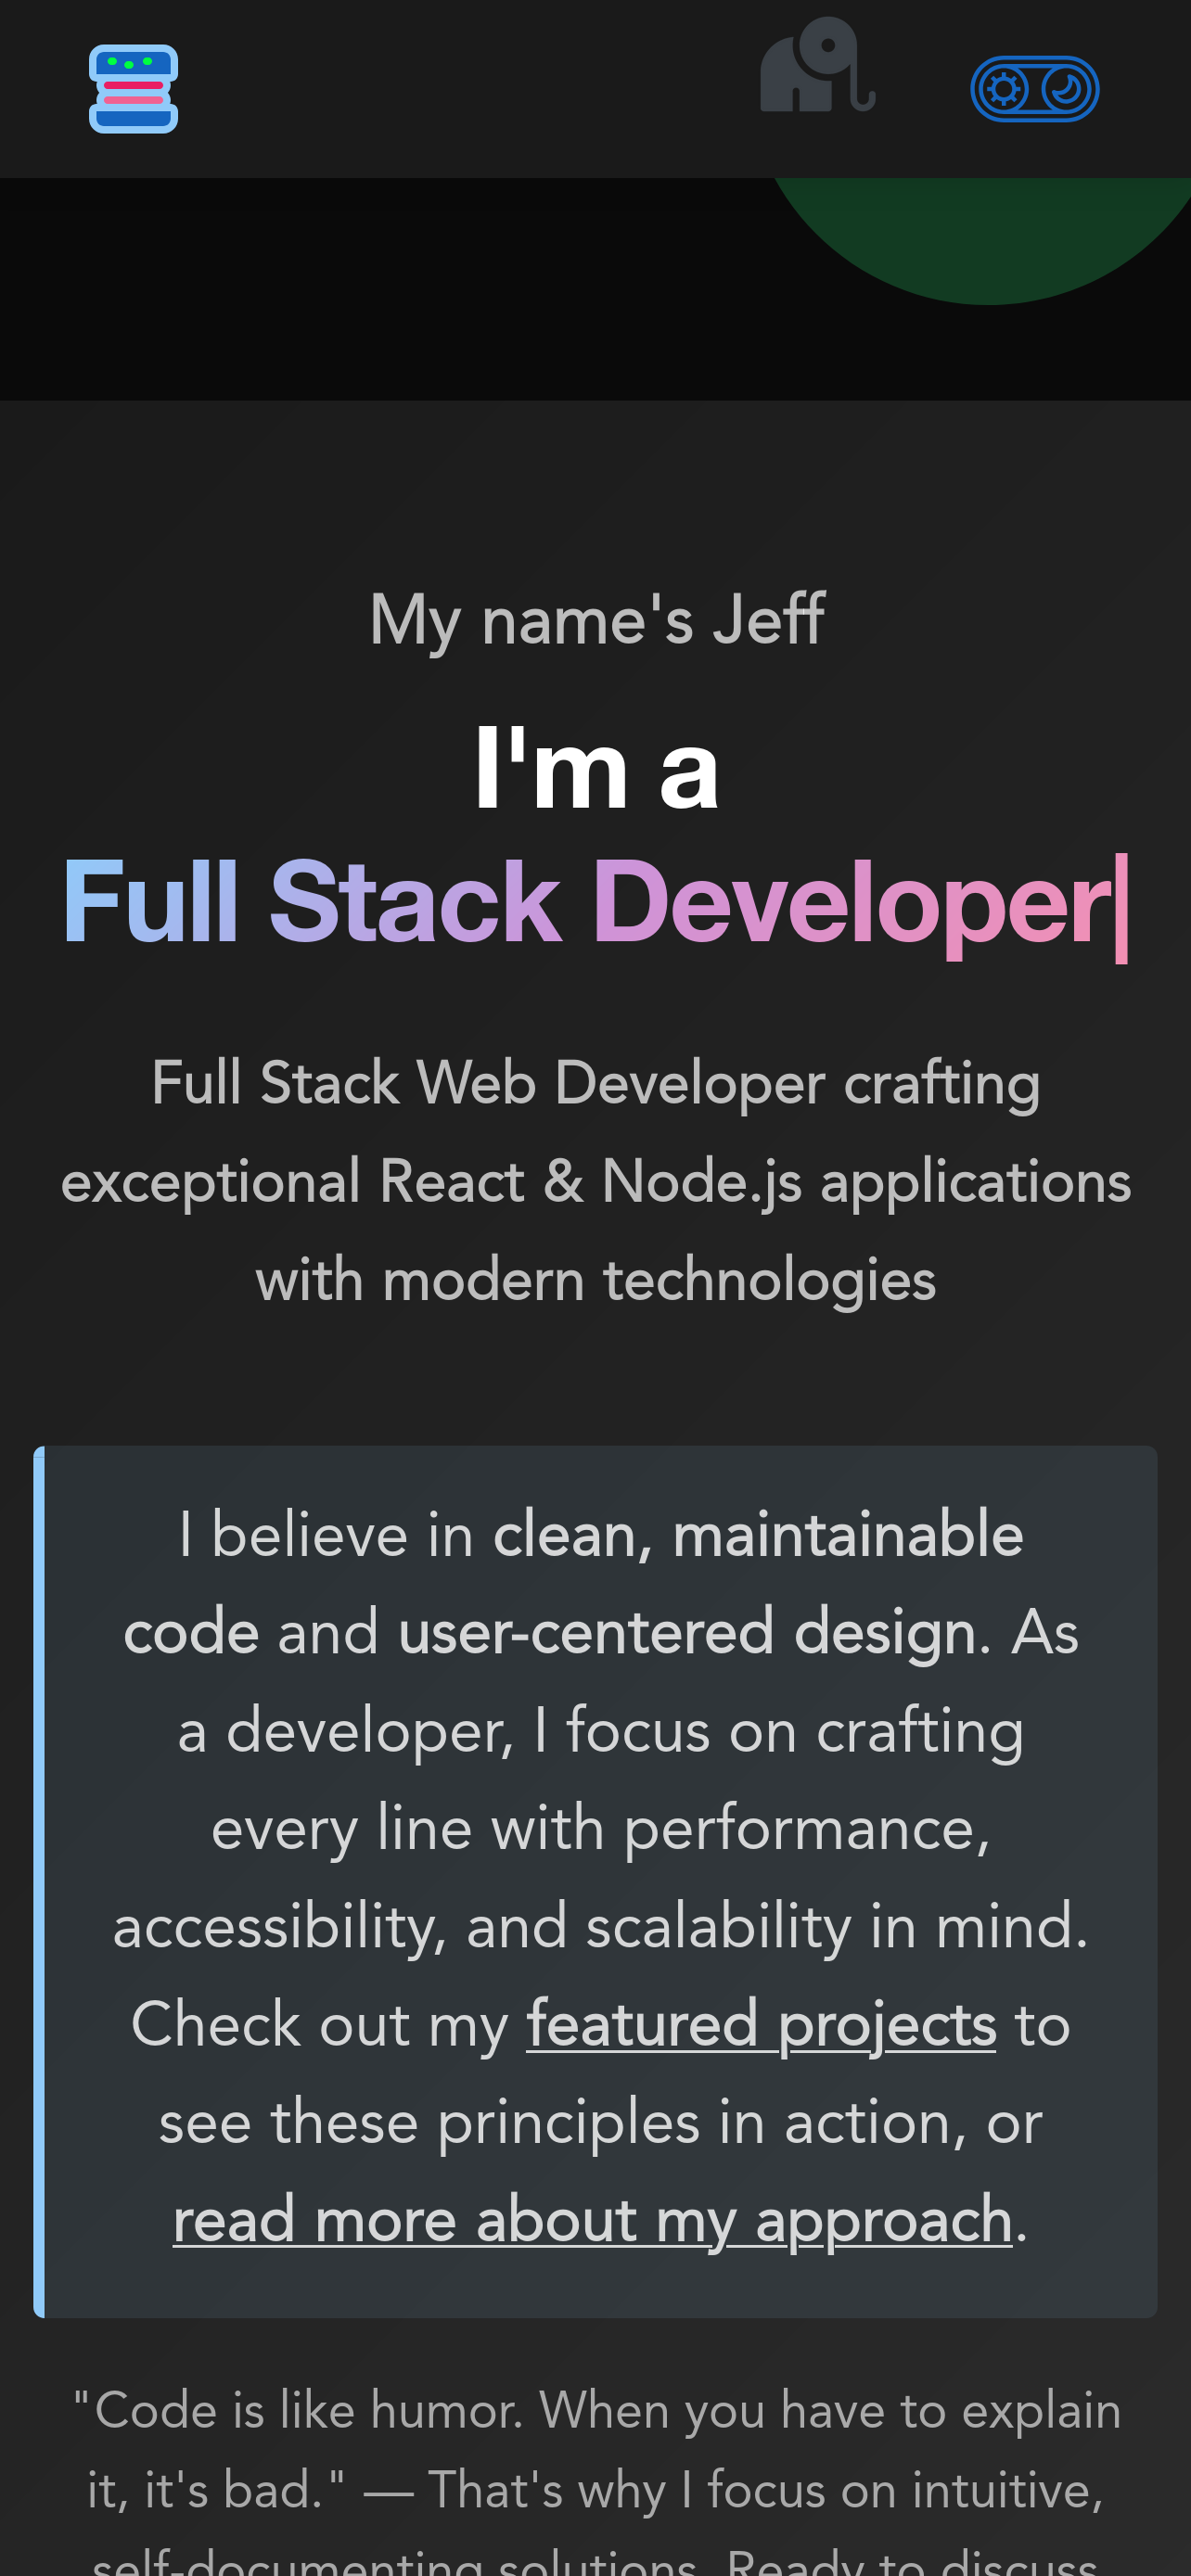 My name's Jeff
I'm a
Full Stack Developer|
Full Stack Web Developer crafting
exceptional React & Node.js applications
with modern technologies
I believe in clean, maintainable
code and user-centered design. As
a developer, I focus on crafting
every line with performance,
accessibility, and scalability in mind.
Check out my featured projects to
see these principles in action, or
read more about my approach.
"Code is like humor. When you have to explain
it, it's bad." — That's why I focus on intuitive,
self-documenting solutions. Ready to discuss